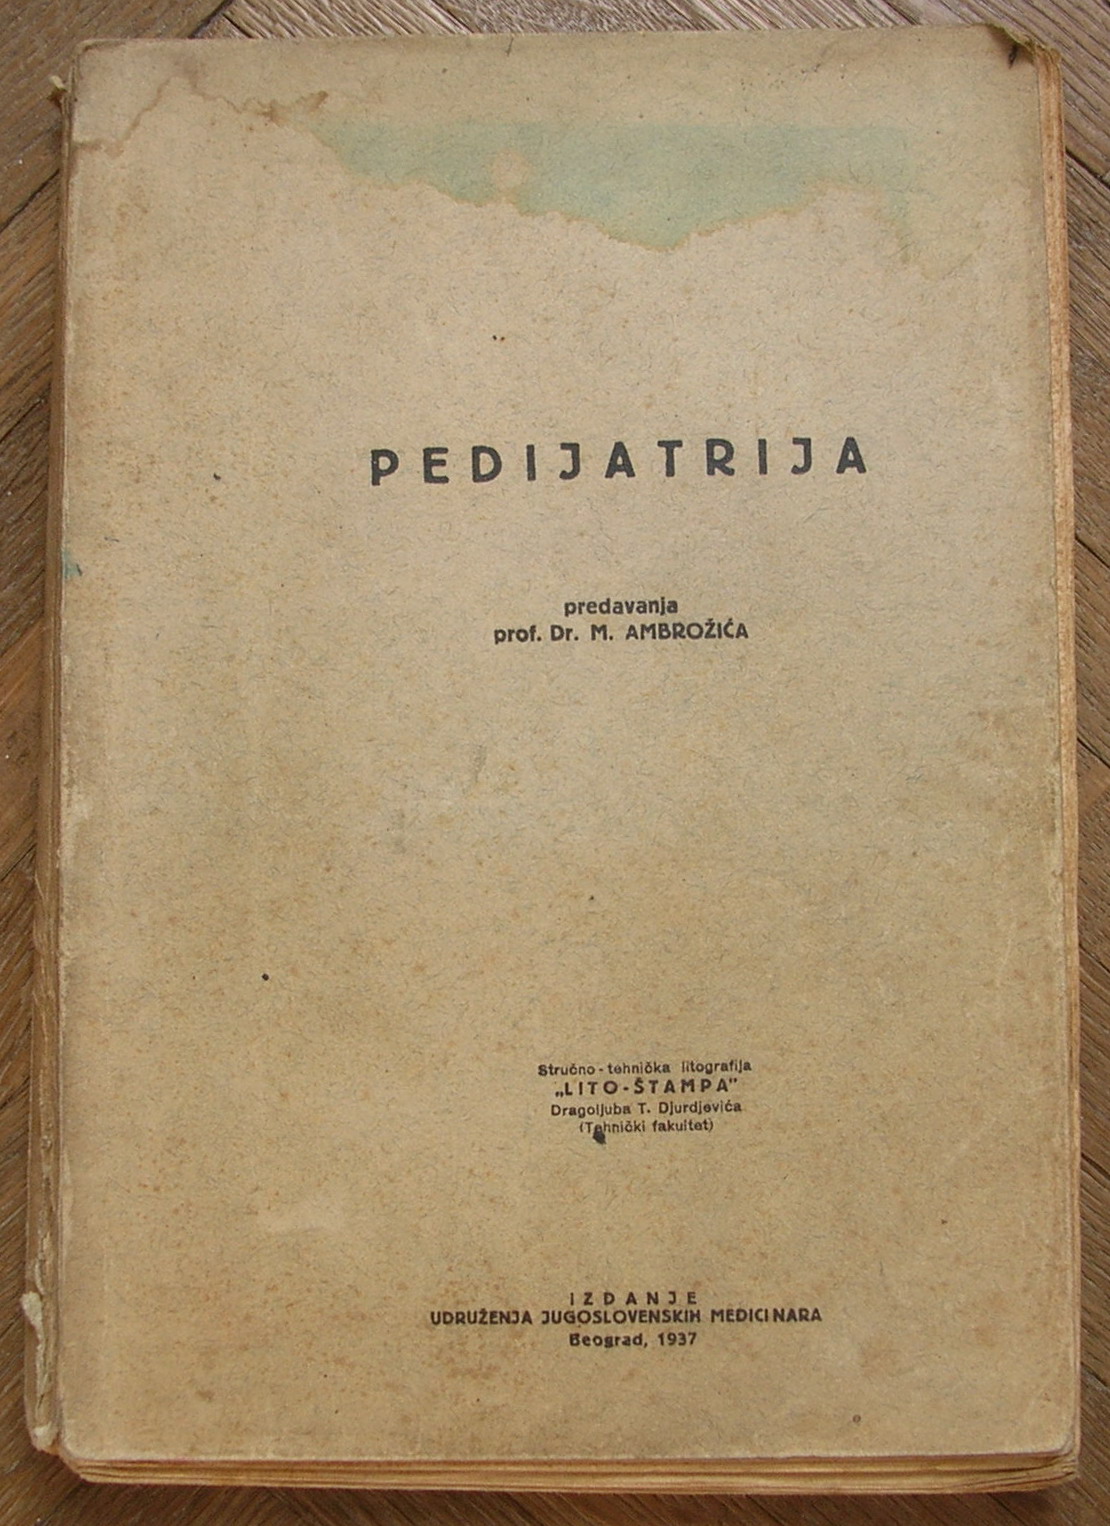 PEDIJATRIJA
predavanja
prof. Dr. M. AMBROŽIĆA
Stručno-tehnička litografija
„LITO-ŠTAMPA”
Dragoljuba T. Djurdjevića
(Tehnički fakultet)
IZDANJE
UDRUŽENJA JUGOSLOVENSKIH MEDICINARA
Beograd, 1937